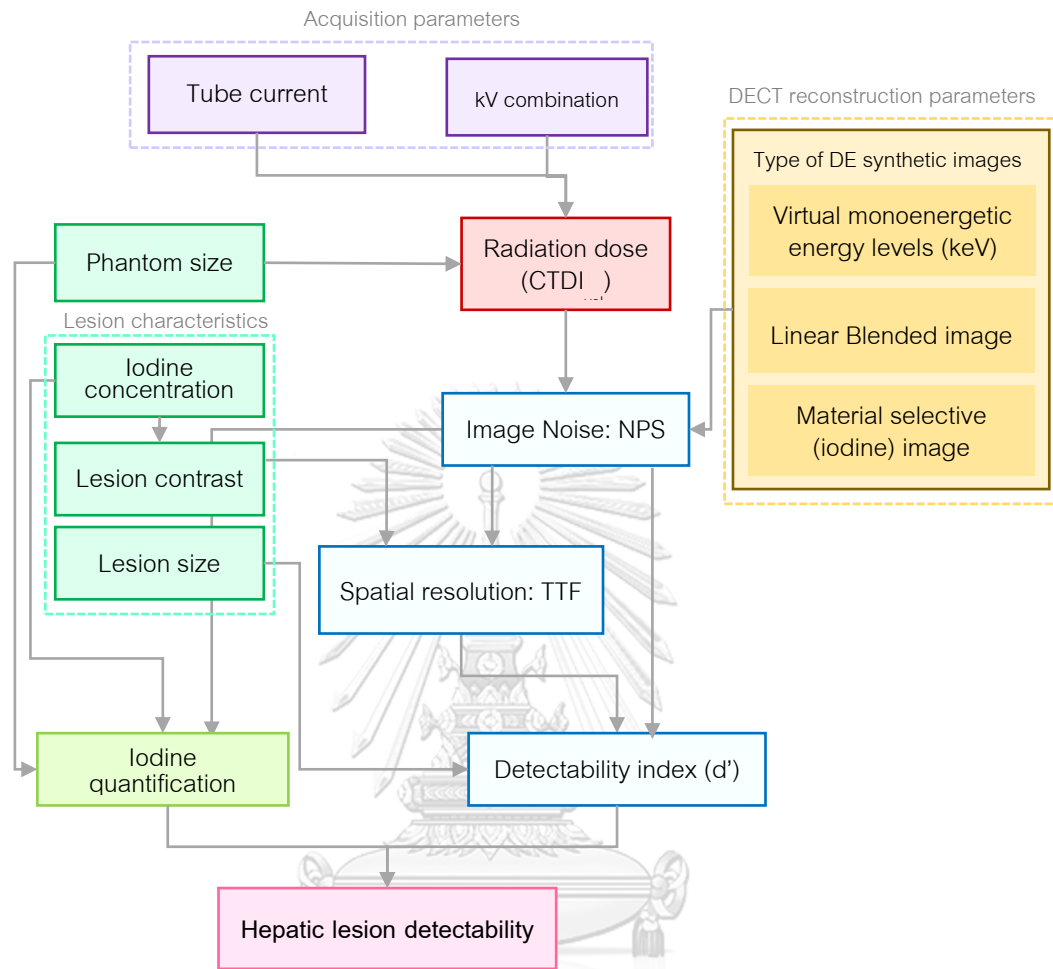 Acquisition parameters
Tube current
kV combination
DECT reconstruction parameters
Type of DE synthetic images
Virtual monoenergetic
energy levels (keV)
Linear Blended image
Material selective
(iodine) image
Phantom size
Radiation dose
(CTDI )
Lesion characteristics
Iodine
concentration
Lesion contrast
Lesion size
Image Noise: NPS
Spatial resolution: TTF
Iodine
quantification
Detectability index (d’)
Hepatic lesion detectability